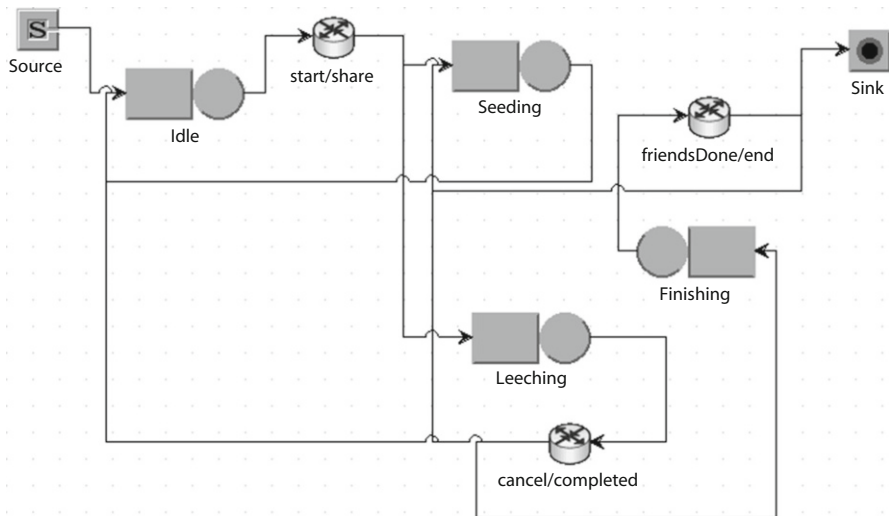 S
Source
Idle
start/share
Seeding
friendsDone/end
Sink
Finishing
Leeching
cancel/completed